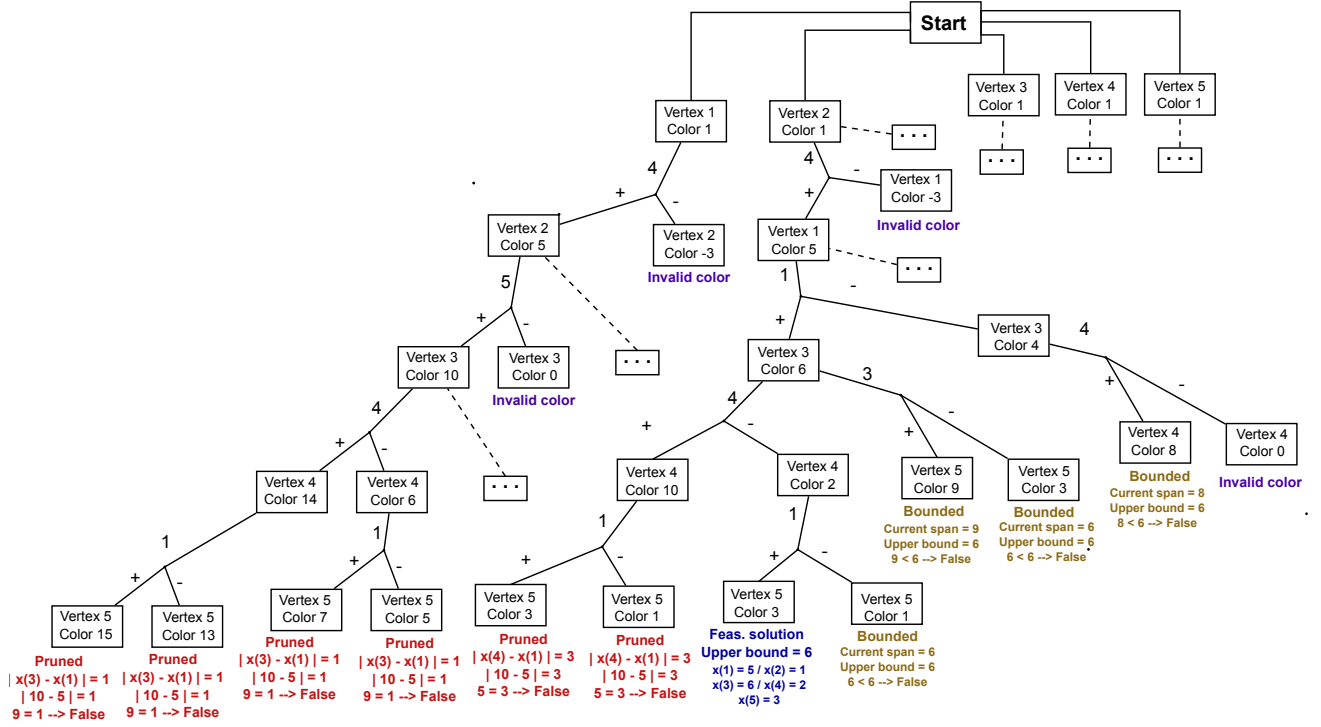 Start
Vertex 1
Color 1
Vertex 2
Color 1
Vertex 3
Color 1
Vertex 4
Color 1
Vertex 5
Color 1
...
...
...
...
4
+
-
4
-
+
Vertex 1
Color -3
Invalid color
Vertex 2
Color 5
Vertex 2
Color -3
Invalid color
Vertex 1
Color 5
...
5
+
-
1
-
+
Vertex 3
Color 10
Vertex 3
Color 0
Invalid color
...
Vertex 3
Color 6
Vertex 3
Color 4
4
+
-
4
+
-
...
4
+
-
3
+
-
Vertex 4
Color 14
Vertex 4
Color 6
Vertex 4
Color 10
Vertex 4
Color 2
Vertex 5
Color 9
Bounded
Current span = 9
Upper bound = 6
9 < 6 --> False
Vertex 5
Color 3
Bounded
Current span = 6
Upper bound = 6
6 < 6 --> False
Vertex 4
Color 8
Bounded
Current span = 8
Upper bound = 6
8 < 6 --> False
Vertex 4
Color 0
Invalid color
1
+
-
1
+
-
1
+
-
1
+
-
Vertex 5
Color 15
Pruned
| x(3) - x(1) | = 1
| 10 - 5 | = 1
9 = 1 --> False
Vertex 5
Color 13
Pruned
| x(3) - x(1) | = 1
| 10 - 5 | = 1
9 = 1 --> False
Vertex 5
Color 7
Pruned
| x(3) - x(1) | = 1
| 10 - 5 | = 1
9 = 1 --> False
Vertex 5
Color 5
Pruned
| x(3) - x(1) | = 1
| 10 - 5 | = 1
9 = 1 --> False
Vertex 5
Color 3
Pruned
| x(4) - x(1) | = 3
| 10 - 5 | = 3
5 = 3 --> False
Vertex 5
Color 1
Pruned
| x(4) - x(1) | = 3
| 10 - 5 | = 3
5 = 3 --> False
Vertex 5
Color 3
Feas. solution
Upper bound = 6
x(1) = 5 / x(2) = 1
x(3) = 6 / x(4) = 2
x(5) = 3
Vertex 5
Color 1
Bounded
Current span = 6
Upper bound = 6
6 < 6 --> False